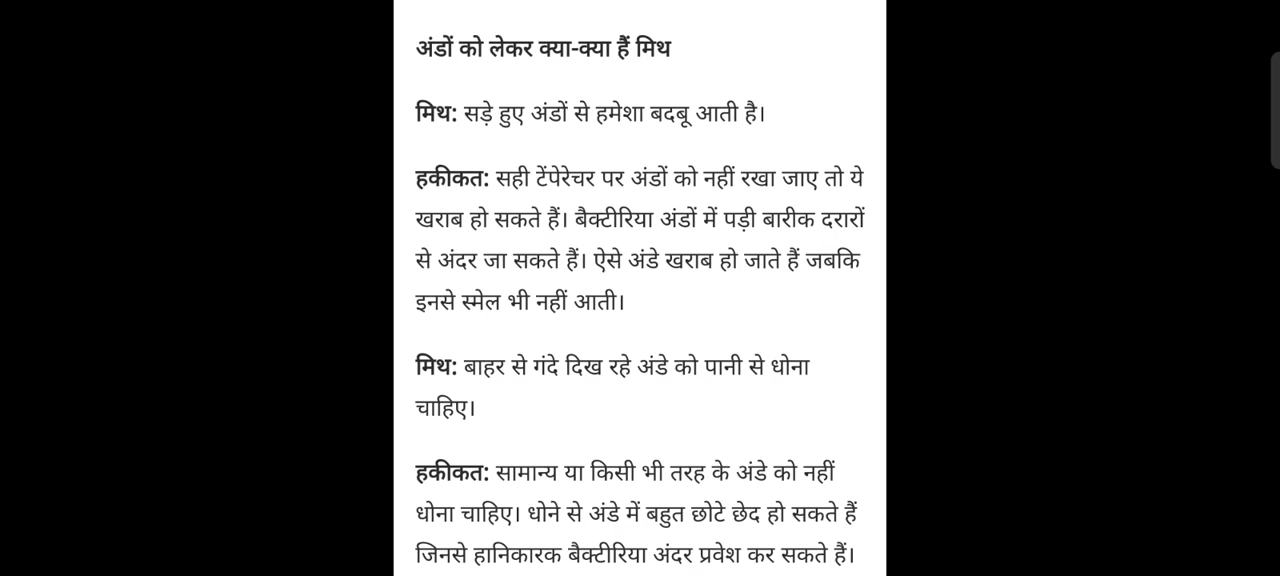 अंडों को लेकर क्या-क्या हैं मिथ
मिथ: सड़े हुए अंडों से हमेशा बदबू आती है।
हकीकत: सही टेंपेरेचर पर अंडों को नहीं रखा जाए तो ये
खराब हो सकते हैं। बैक्टीरिया अंडों में पड़ी बारीक दरारों
से अंदर जा सकते हैं। ऐसे अंडे खराब हो जाते हैं जबकि
इनसे स्मेल भी नहीं आती।
मिथ: बाहर से गंदे दिख रहे अंडे को पानी से धोना
चाहिए।
हकीकत: सामान्य या किसी भी तरह के अंडे को नहीं
धोना चाहिए। धोने से अंडे में बहुत छोटे छेद हो सकते हैं
जिनसे हानिकारक बैक्टीरिया अंदर प्रवेश कर सकते हैं।